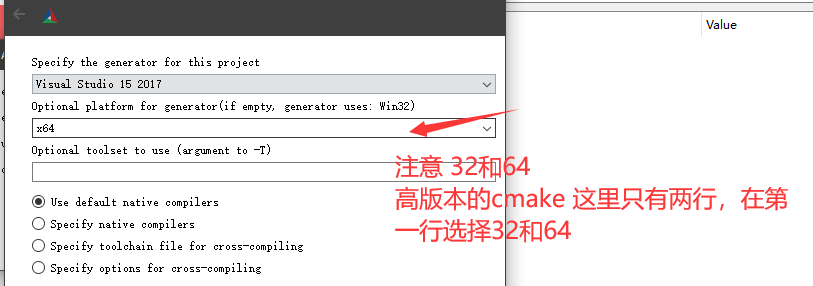 Value
Specify the generator for this project
Visual Studio 15 2017
Optional platform for generator(if empty, generator uses: Win32)
x64
Optional toolset to use (argument to -T)
注意 32和64
高版本的cmake 这里只有两行，在第
一行选择32和64
Use default native compilers
Specify native compilers
Specify toolchain file for cross-compiling
Specify options for cross-compiling